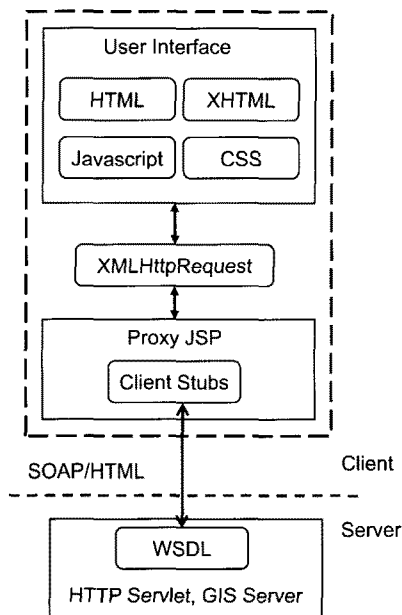 User Interface
HTML
XHTML
Javascript
CSS
XMLHttpRequest
Proxy JSP
Client Stubs
SOAP/HTML
Client
Server
WSDL
HTTP Servlet, GIS Server